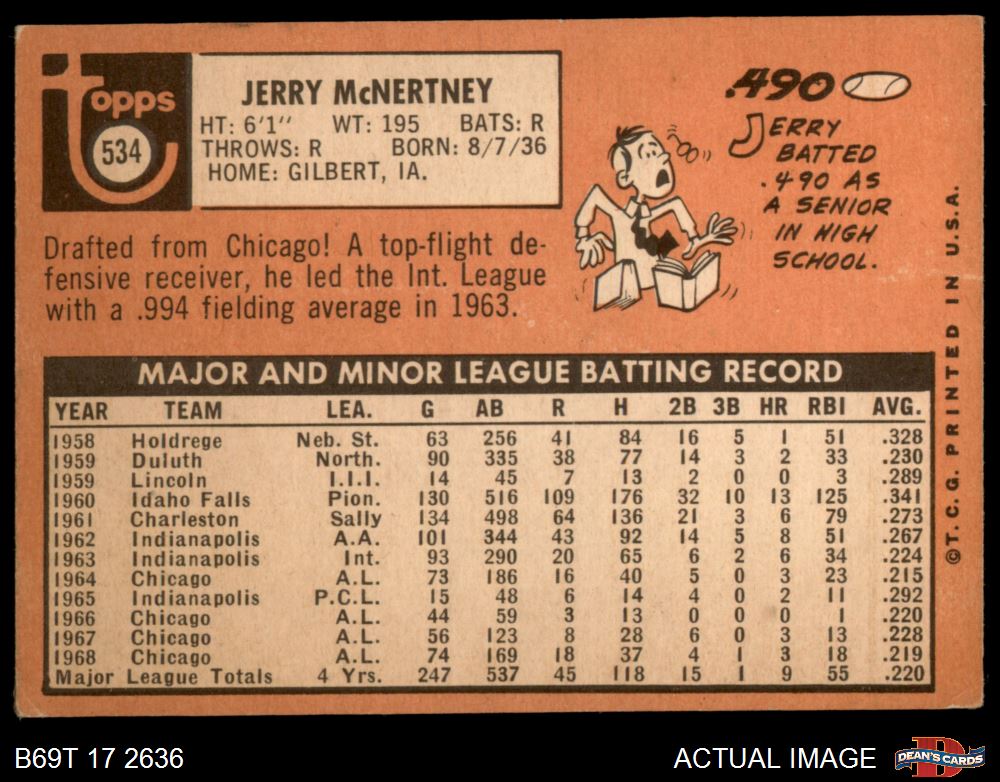 Topps
534
JERRY McNERTNEY
HT: 6'1" WT: 195 BATS: R
THROWS: R BORN: 8/7/36
HOME: GILBERT, IA.
Drafted from Chicago! A top-flight de-
fensive receiver, he led the Int. League
with a .994 fielding average in 1963.
.490
JERRY
BATTED
.490 AS
A SENIOR
IN HIGH
SCHOOL.
MAJOR AND MINOR LEAGUE BATTING RECORD
YEAR TEAM LEA. G AB R H 2B 3B HR RBI AVG.
1958 Holdrege Neb. St. 63 256 41 84 16 5 1 51 .328
1959 Duluth North. 90 335 38 77 14 3 2 33 .230
1959 Lincoln I.I.I. 14 45 7 13 2 0 0 3 .289
1960 Idaho Falls Pion. 130 516 109 176 32 10 13 125 .341
1961 Charleston Sally 134 498 64 136 21 3 6 79 .273
1962 Indianapolis A.A. 101 344 43 92 14 5 8 51 .267
1963 Indianapolis Int. 93 290 20 65 6 2 6 34 .224
1964 Chicago A.L. 73 186 16 40 5 0 3 23 .215
1965 Indianapolis P.C.L. 15 48 6 14 4 0 2 11 .292
1966 Chicago A.L. 44 59 3 13 0 0 0 1 .220
1967 Chicago A.L. 56 123 8 28 6 0 3 13 .228
1968 Chicago A.L. 74 169 18 37 4 1 3 18 .219
Major League Totals 4 Yrs. 247 537 45 118 15 1 9 55 .220
©T.C.G. PRINTED IN U.S.A.
B69T 17 2636
ACTUAL IMAGE
D
DEAN'S CARDS